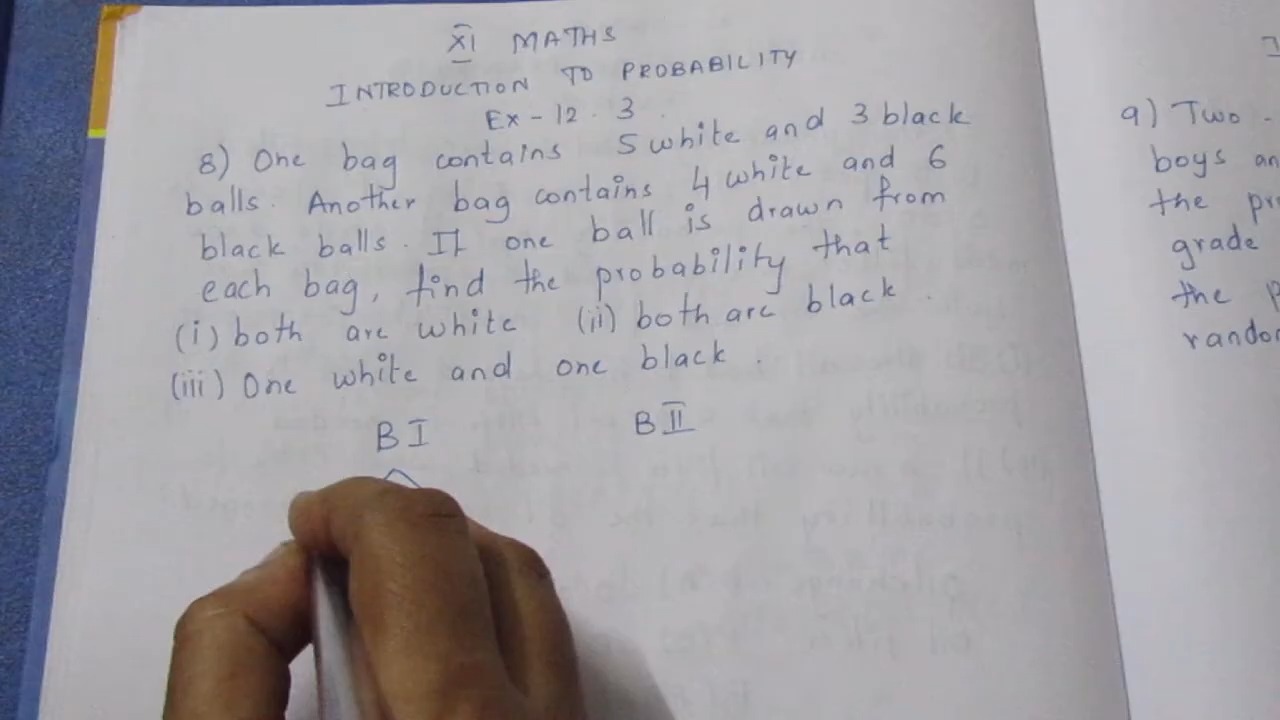 XI MATHS
INTRODUCTION TO PROBABILITY
Ex - 12.3
8) One bag contains 5 white and 3 black
balls. Another bag contains 4 white and 6
black balls. If one ball is drawn from
each bag, find the probability that
(i) both are white (ii) both are black.
(iii) One white and one black.
B I B II
9) Two
boys
the
grade
the